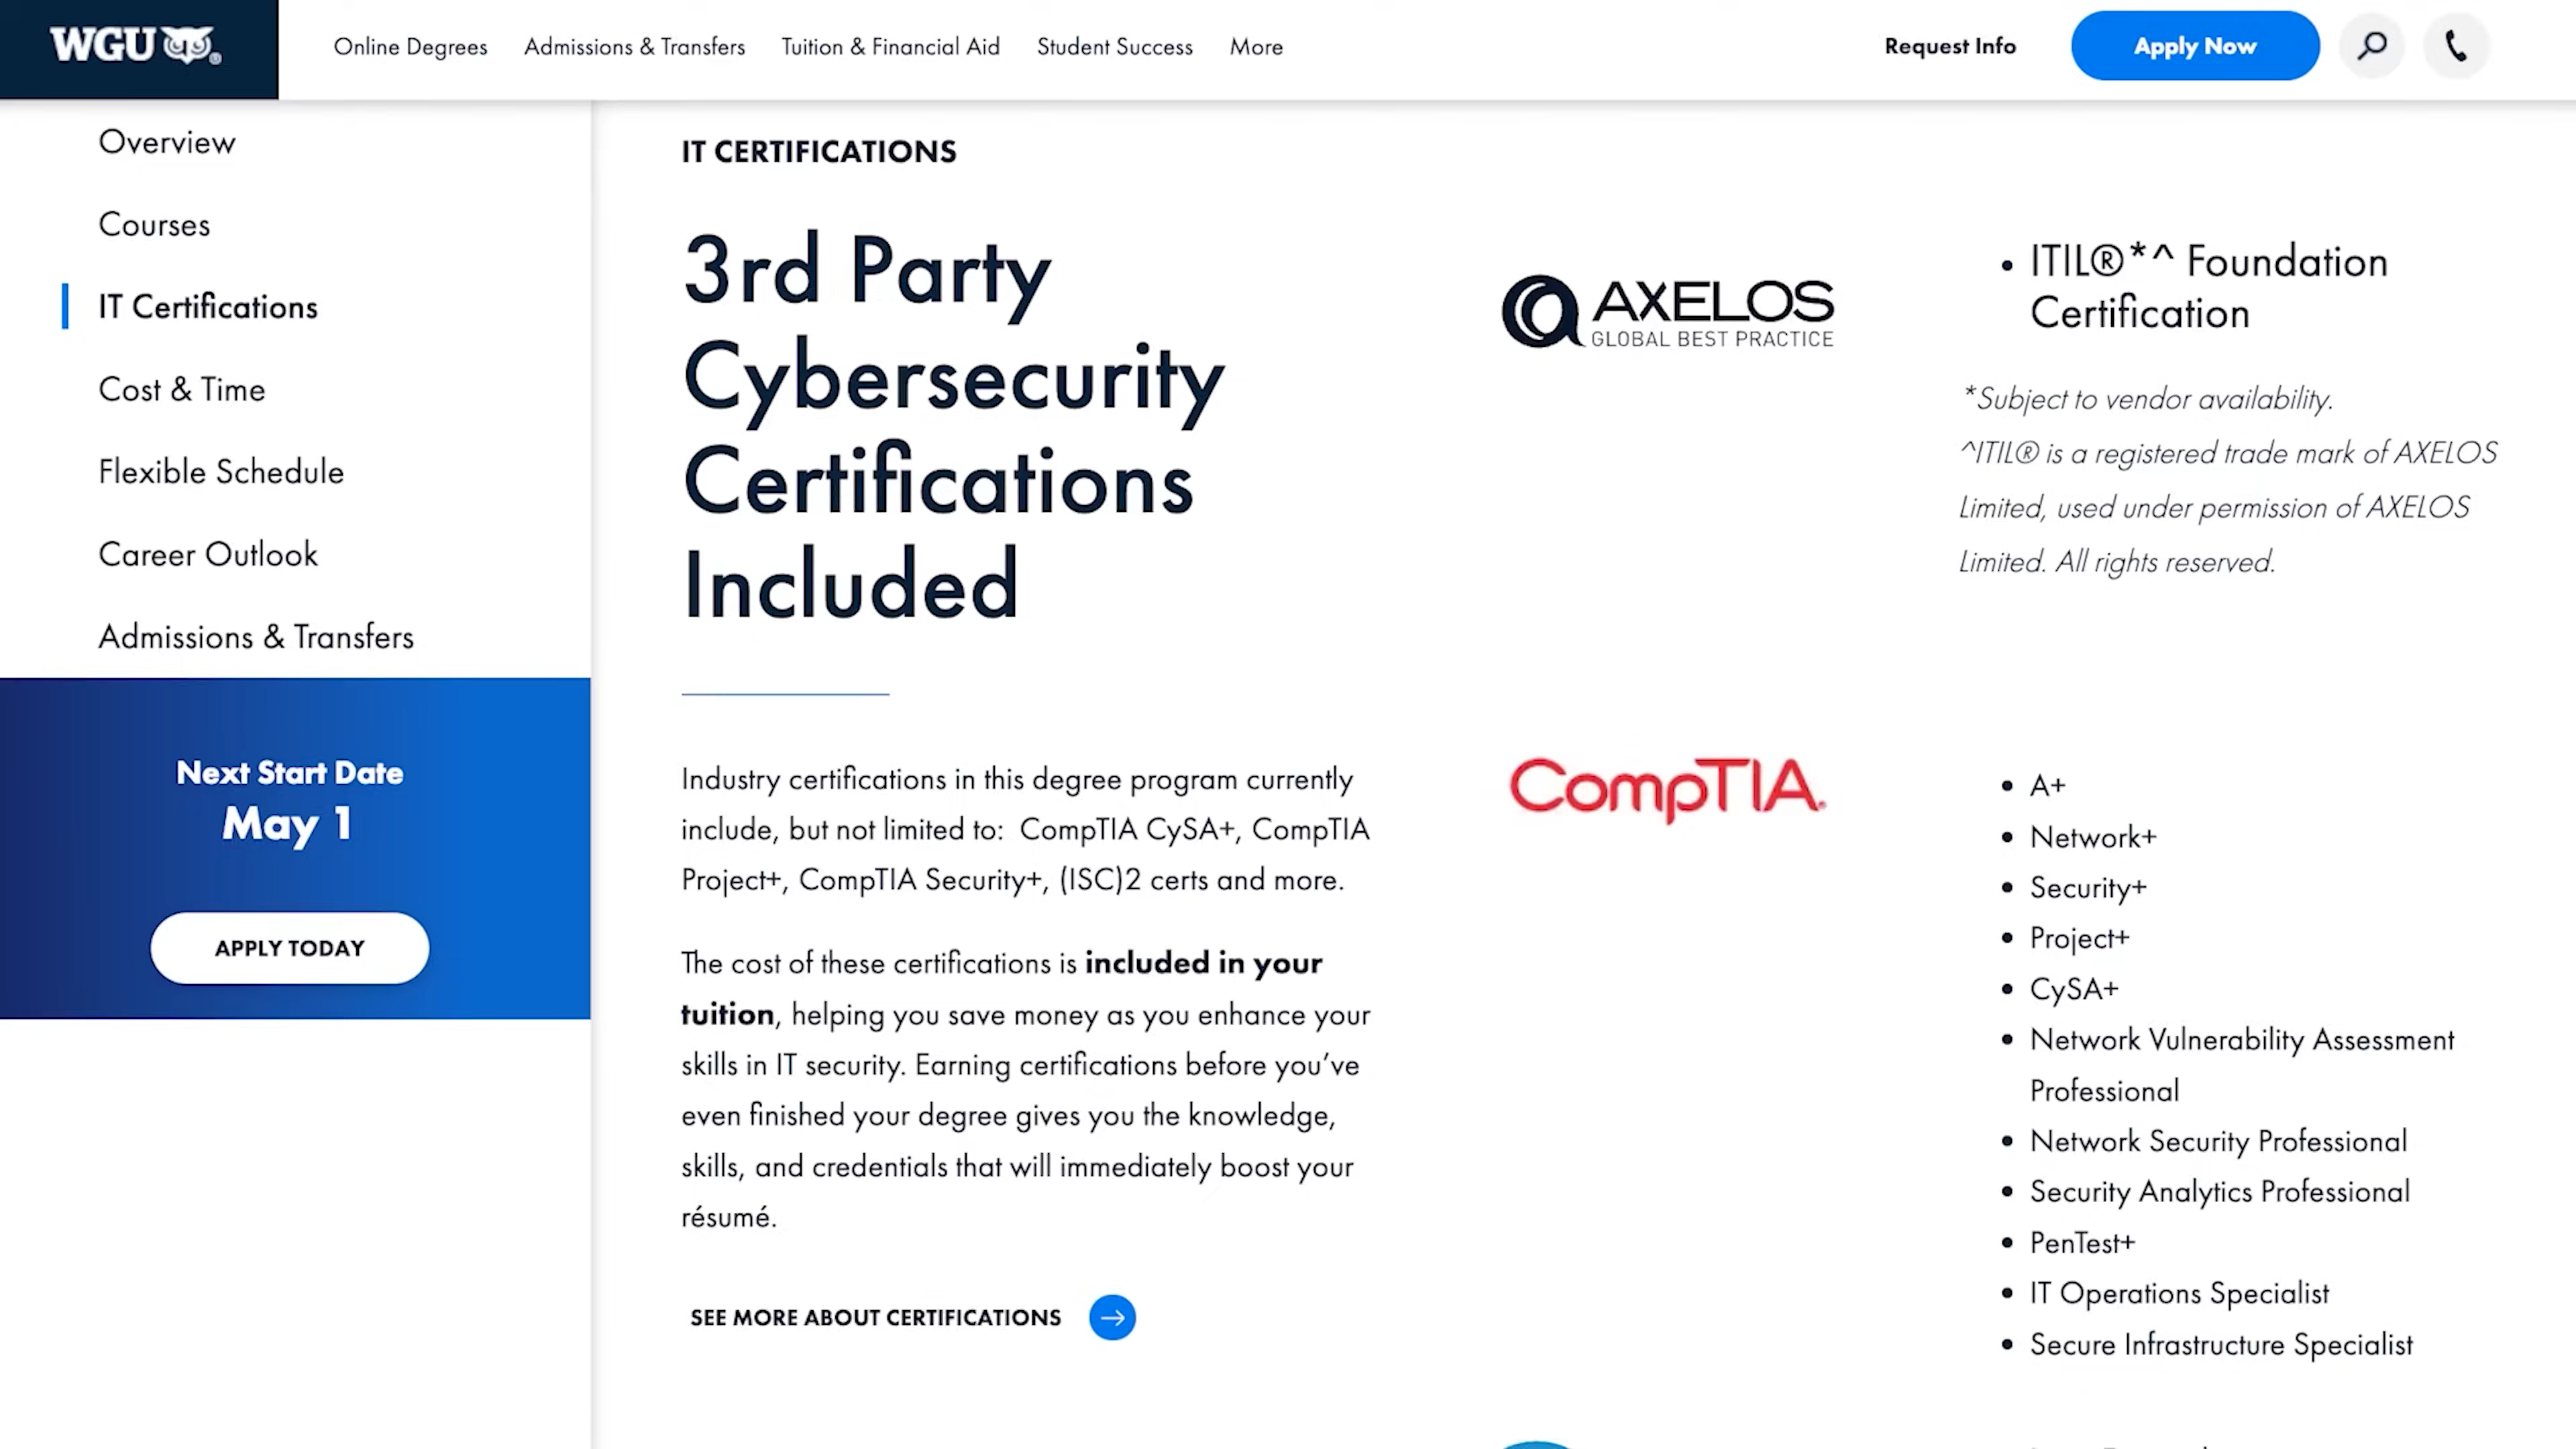 WGU
Online Degrees
Admissions & Transfers
Tuition & Financial Aid
Student Success
More
Request Info
Apply Now
Overview
Courses
IT Certifications
Cost & Time
Flexible Schedule
Career Outlook
Admissions & Transfers
Next Start Date
May 1
APPLY TODAY
IT CERTIFICATIONS
3rd Party
Cybersecurity
Certifications
Included
Industry certifications in this degree program currently
include, but not limited to:  CompTIA CySA+, CompTIA
Project+, CompTIA Security+, (ISC)2 certs and more.
The cost of these certifications is included in your
tuition, helping you save money as you enhance your
skills in IT security. Earning certifications before you've
even finished your degree gives you the knowledge,
skills, and credentials that will immediately boost your
résumé.
SEE MORE ABOUT CERTIFICATIONS
AXELOS
GLOBAL BEST PRACTICE
• ITIL®*^ Foundation
Certification
*Subject to vendor availability.
^ITIL® is a registered trade mark of AXELOS
Limited, used under permission of AXELOS
Limited. All rights reserved.
CompTIA.
• A+
• Network+
• Security+
• Project+
• CySA+
• Network Vulnerability Assessment
Professional
• Network Security Professional
• Security Analytics Professional
• PenTest+
• IT Operations Specialist
• Secure Infrastructure Specialist